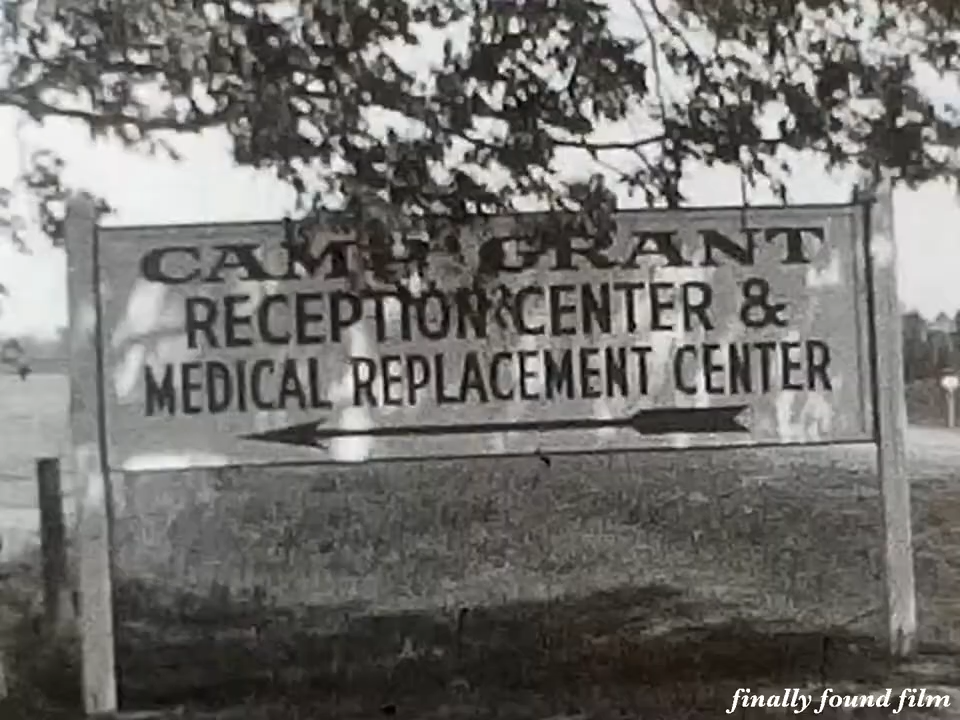 CAMP GRANT
RECEPTION CENTER &
MEDICAL REPLACEMENT CENTER
finally found film